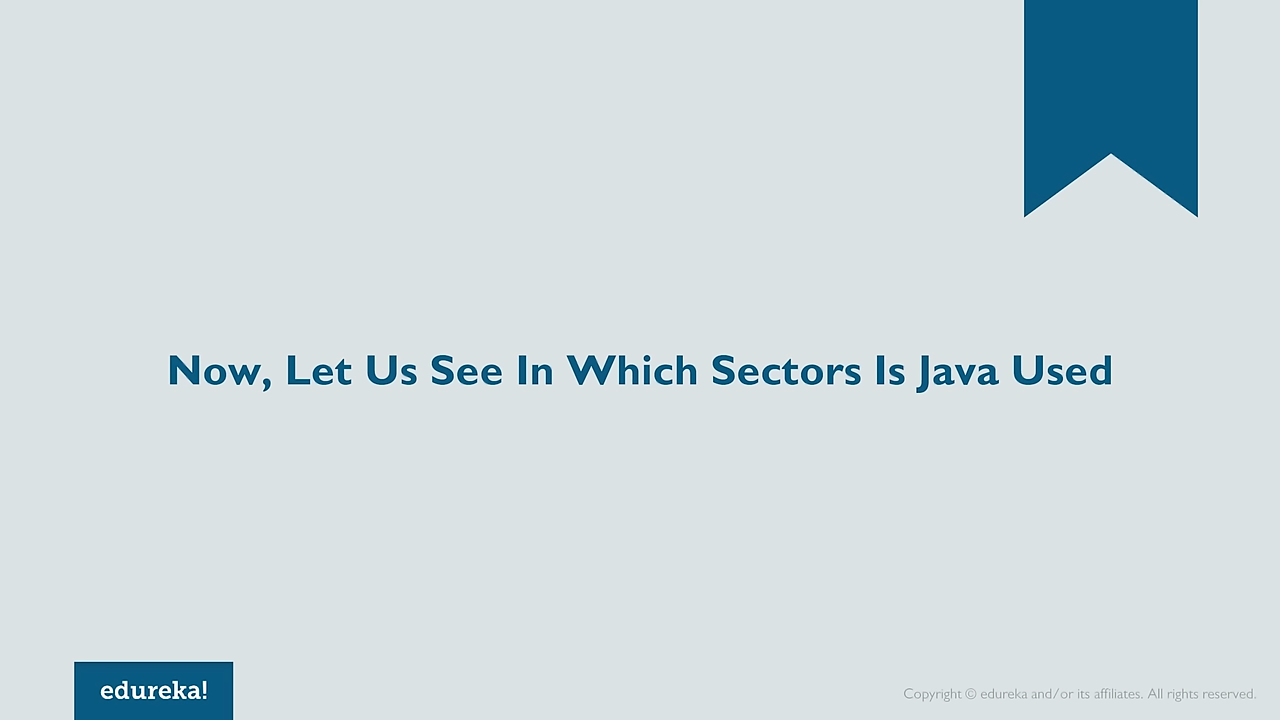 Now, Let Us See In Which Sectors Is Java Used
edureka!
Copyright © edureka and/or its affiliates. All rights reserved.